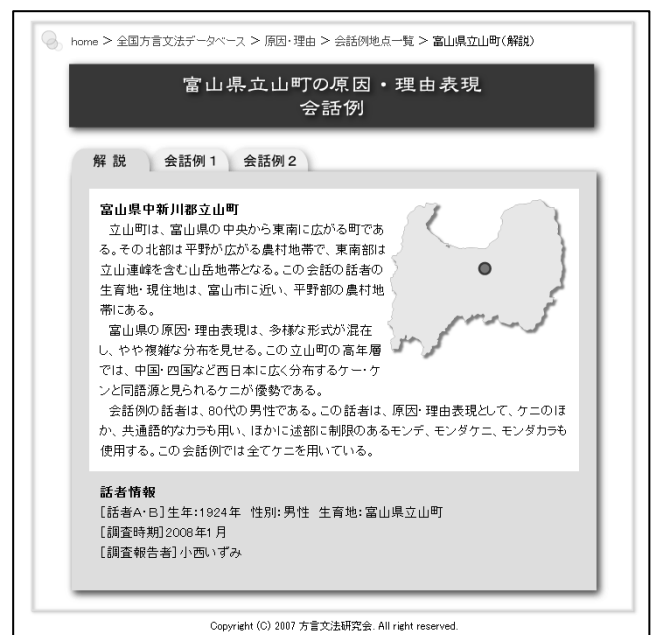 home > 全国方言文法データベース > 原因・理由 > 会話例地点一覧 > 富山県立山町(解説)
富山県立山町の原因・理由表現
会話例
解 説 会話例1 会話例2
富山県中新川郡立山町
立山町は、富山県の中央から東南に広がる町であ
る。その北部は平野が広がる農村地帯で、東南部は
立山連峰を含む山岳地帯となる。この会話の話者の
生育地・現住地は、富山市に近い、平野部の農村地
帯にある。
富山県の原因・理由表現は、多様な形式が混在
し、やや複雑な分布を見せる。この立山町の高年層
では、中国・四国など西日本に広く分布するケー・ケ
ンと同語源と見られるケニが優勢である。
会話例の話者は、80代の男性である。この話者は、原因・理由表現として、ケニのほ
か、共通語的なカラも用い、ほかに述部に制限のあるモンデ、モンダケニ、モンダカラも
使用する。この会話例では全てケニを用いている。
話者情報
[話者A・B]生年:1924年 性別:男性 生育地:富山県立山町
[調査時期]2008年1月
[調査報告者]小西いずみ
Copyright (C) 2007 方言文法研究会. All right reserved.